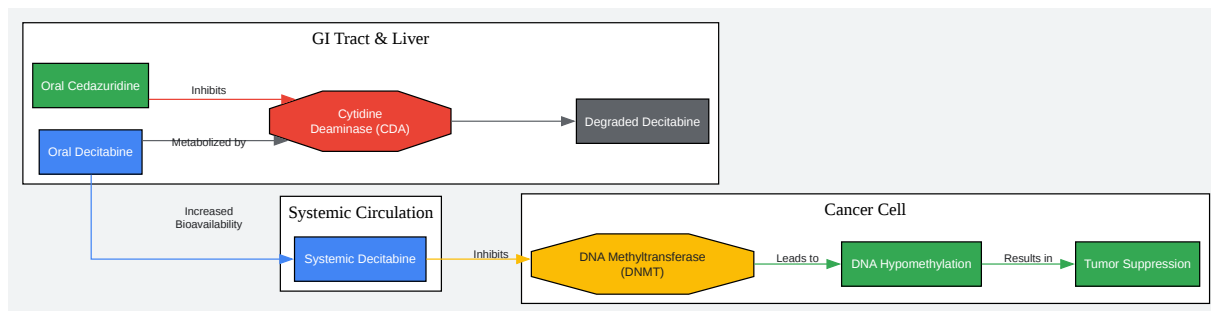 GI Tract & Liver
Oral Cedazuridine
Inhibits
Cytidine
Deaminase (CDA)
Degraded Decitabine
Oral Decitabine
Metabolized by
Increased
Bioavailability
Systemic Circulation
Systemic Decitabine
Inhibits
Cancer Cell
DNA Methyltransferase
(DNMT)
Leads to
DNA Hypomethylation
Results in
Tumor Suppression